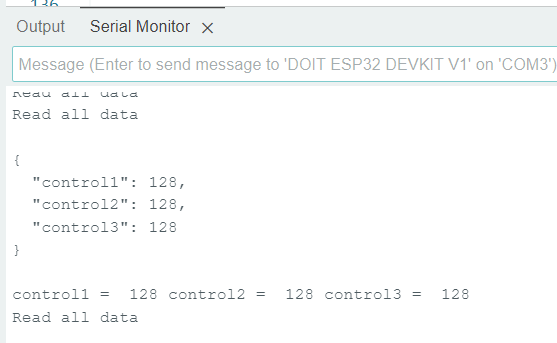 136
Output Serial Monitor ×
Message (Enter to send message to 'DOIT ESP32 DEVKIT V1' on 'COM3')
Read all data
Read all data
{
"control1": 128,
"control2": 128,
"control3": 128
}
control1 =  128 control2 =  128 control3 =  128
Read all data